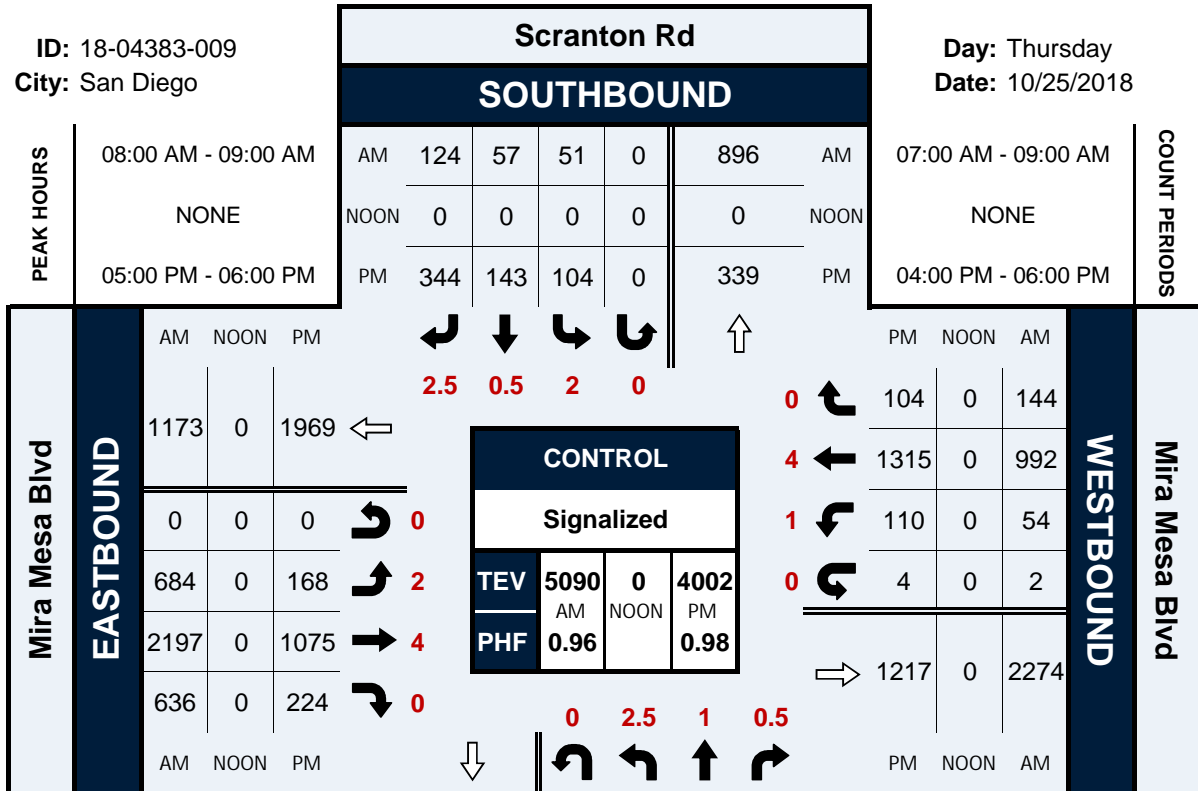 ID: 18-04383-009
City: San Diego
Scranton Rd
SOUTHBOUND
Day: Thursday
Date: 10/25/2018
PEAK HOURS
08:00 AM - 09:00 AM
NONE
05:00 PM - 06:00 PM
AM 124 57 51 0 896 AM
NOON 0 0 0 0 0 NOON
PM 344 143 104 0 339 PM
07:00 AM - 09:00 AM
NONE
04:00 PM - 06:00 PM
COUNT PERIODS
2.5 0.5 2 0
Mira Mesa Blvd
EASTBOUND
AM NOON PM
1173 0 1969
0 0 0 0
684 0 168 2
2197 0 1075 4
636 0 224 0
AM NOON PM
CONTROL
Signalized
TEV 5090 0 4002
AM NOON PM
PHF 0.96 0.98
PM NOON AM
0 104 0 144
4 1315 0 992
1 110 0 54
0 4 0 2
1217 0 2274
PM NOON AM
WESTBOUND
Mira Mesa Blvd
0 2.5 1 0.5